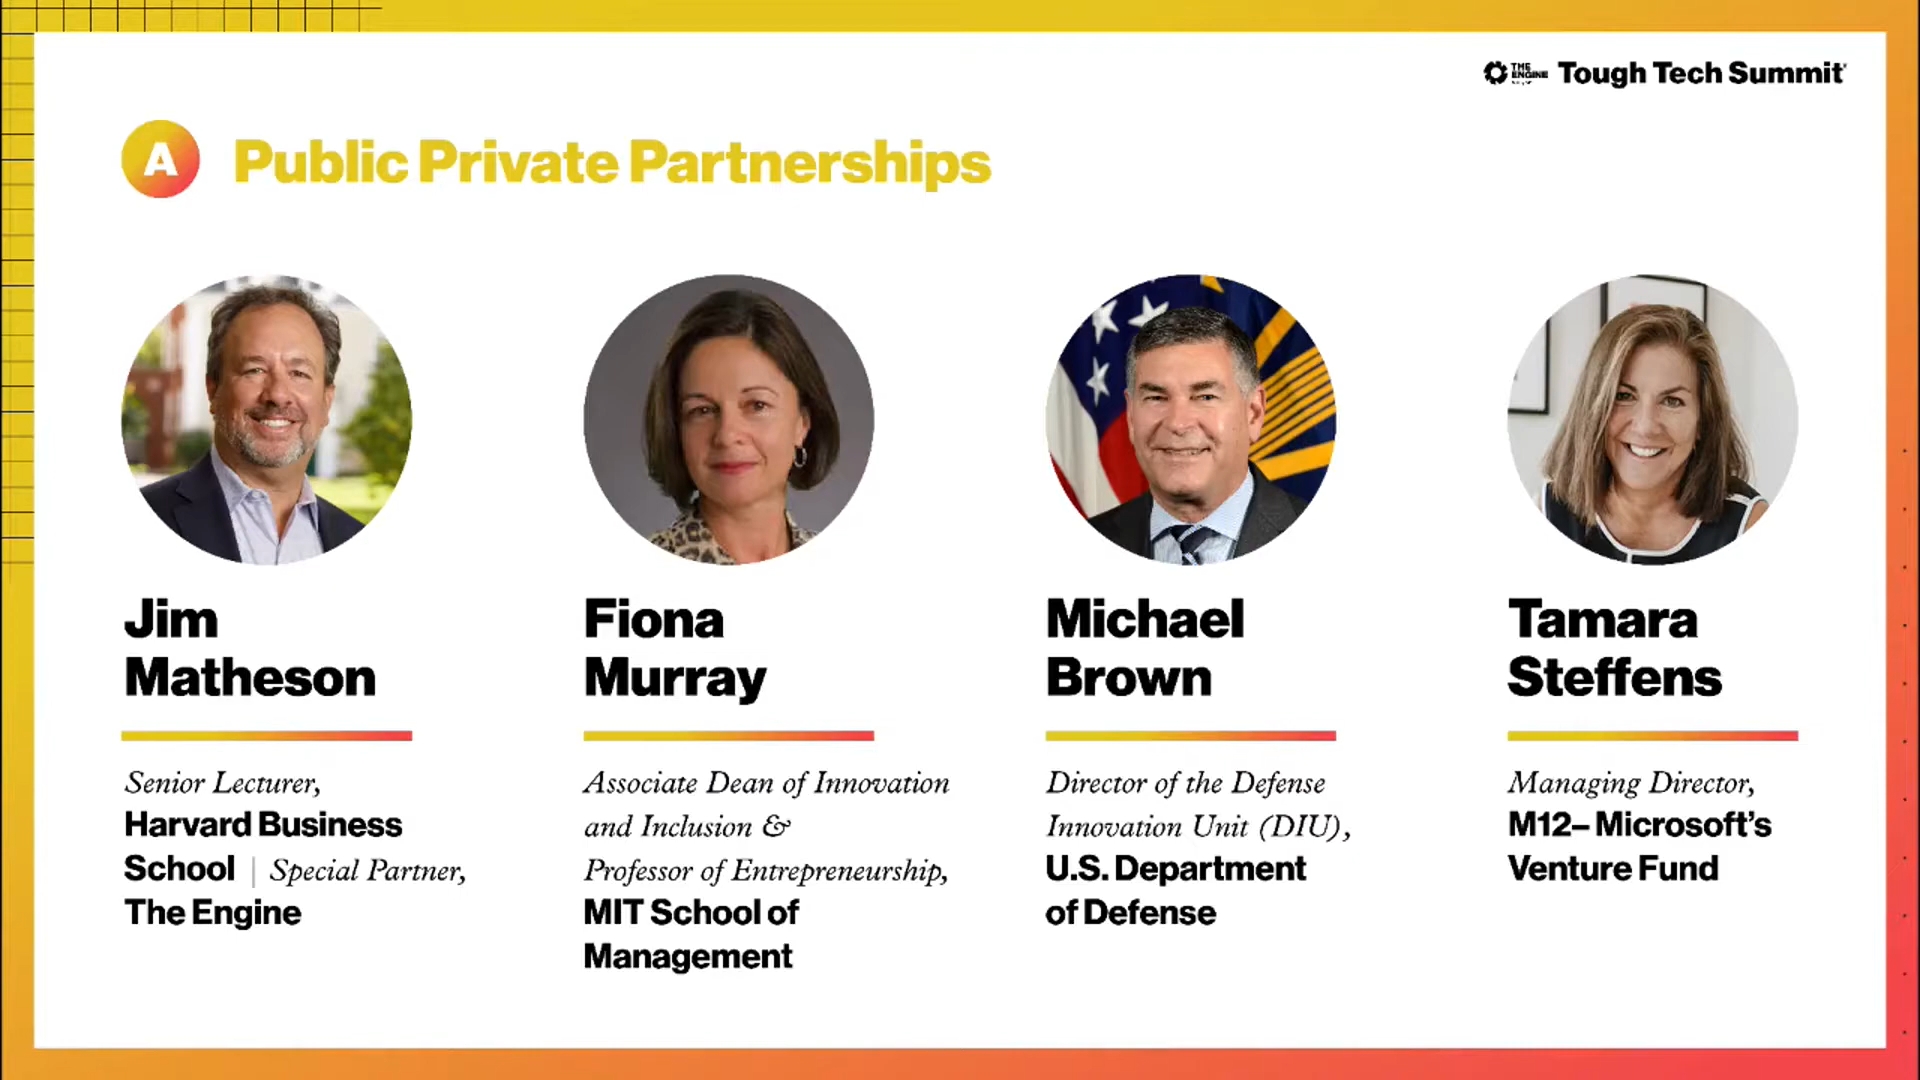 THE
ENGINE
Tough Tech Summit
A
Public Private Partnerships
Jim
Matheson
Senior Lecturer,
Harvard Business
School | Special Partner,
The Engine
Fiona
Murray
Associate Dean of Innovation
and Inclusion &
Professor of Entrepreneurship,
MIT School of
Management
Michael
Brown
Director of the Defense
Innovation Unit (DIU),
U.S. Department
of Defense
Tamara
Steffens
Managing Director,
M12– Microsoft’s
Venture Fund